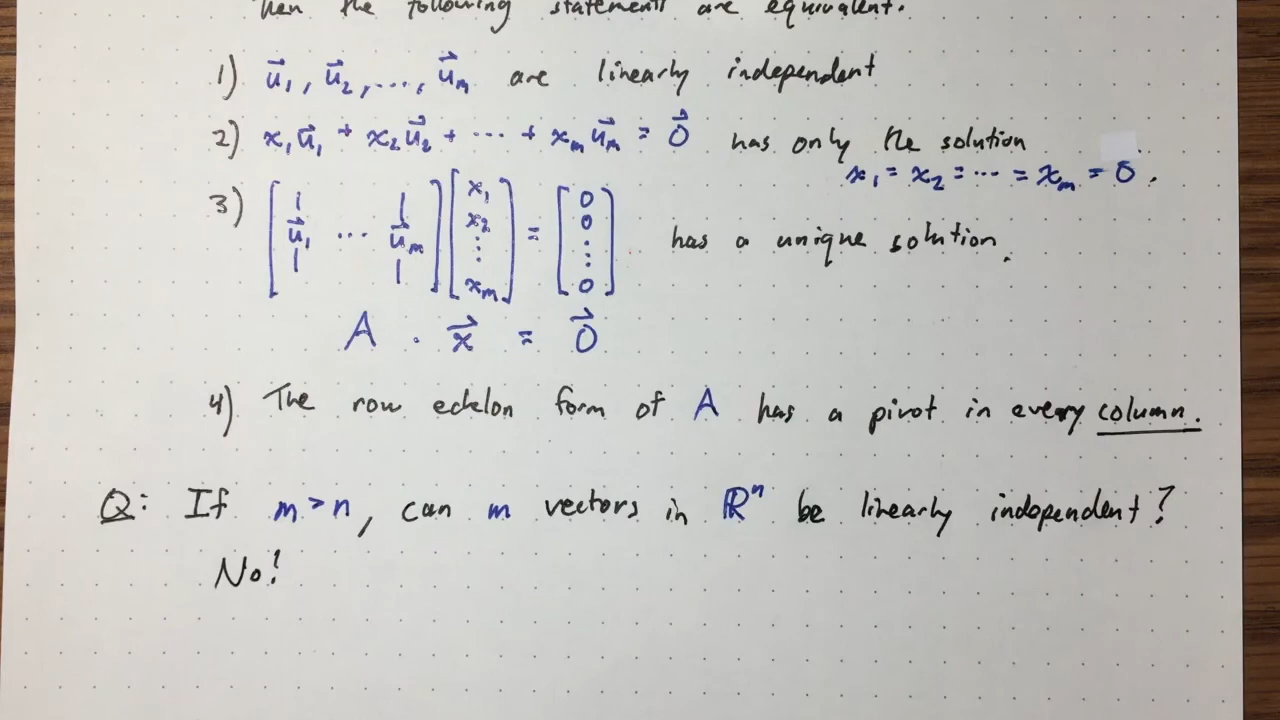 then the following statements are equivalent.
1) u⃗₁, u⃗₂, ..., u⃗ₘ are linearly independent
2) x₁u⃗₁ + x₂u⃗₂ + ··· + xₘu⃗ₘ = 0⃗ has only the solution
x₁ = x₂ = ··· = xₘ = 0.
3) [u⃗₁ ··· u⃗ₘ] [x₁ x₂ ⋮ xₘ] = [0 0 ⋮ 0] has a unique solution.
A · x⃗ = 0⃗
4) The row echelon form of A has a pivot in every column.
Q: If m > n, can m vectors in ℝⁿ be linearly independent?
No!